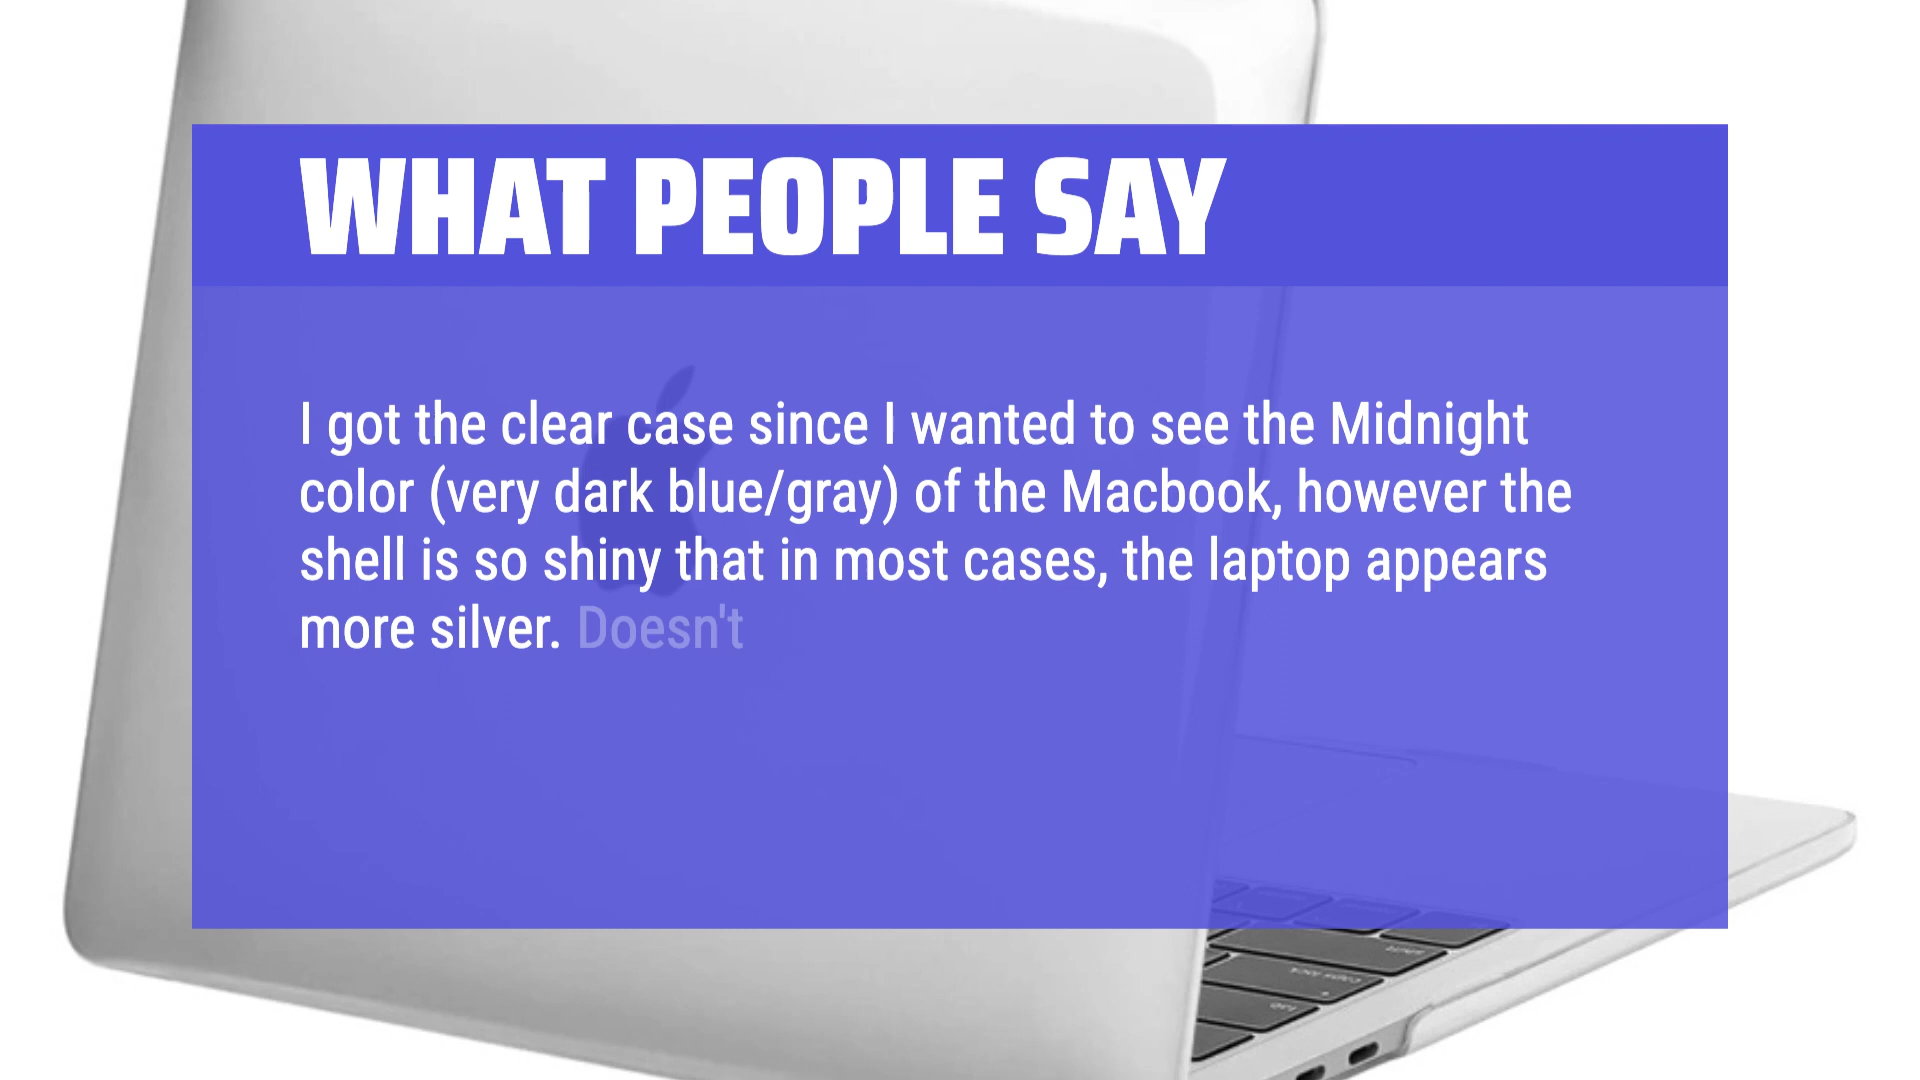 WHAT PEOPLE SAY
I got the clear case since I wanted to see the Midnight
color (very dark blue/gray) of the Macbook, however the
shell is so shiny that in most cases, the laptop appears
more silver. Doesn't